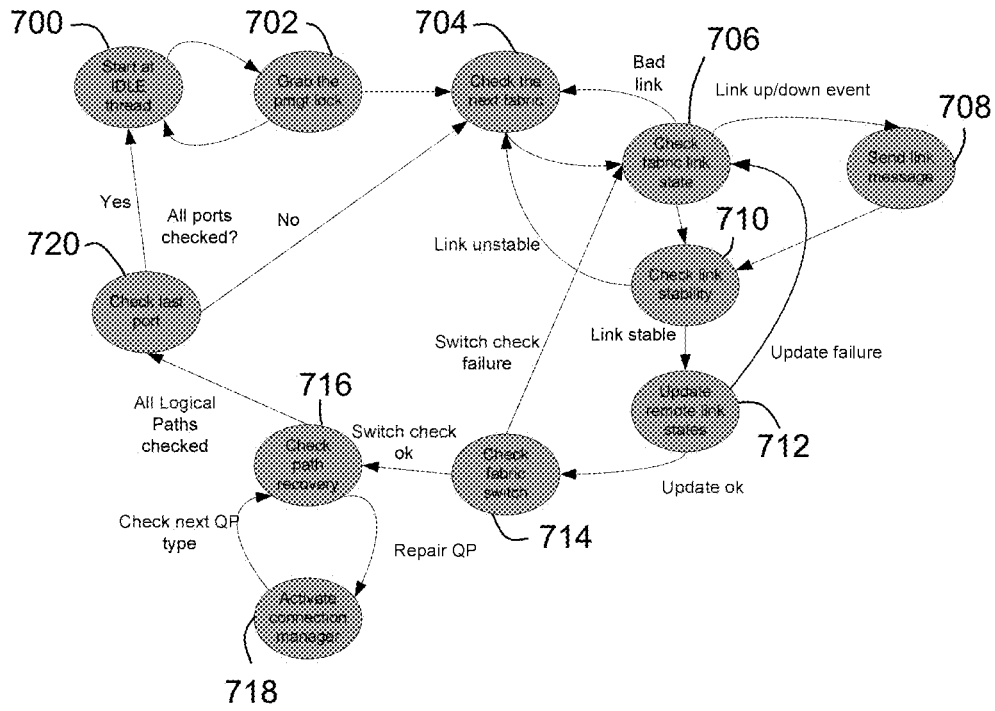 700
702
704
706
Start at
IDLE
thread
Grab the
pmgt lock
Check the
next fabric
Bad
link
Link up/down event
708
Check
fabric link
state
Send link
message
Yes
All ports
checked?
No
Link unstable
710
720
Check last
port
Check link
stability
Link stable
Switch check
failure
Update failure
716
All Logical
Paths
checked
Update
remote link
states
712
Check
path
recovery
Switch check
ok
Check
fabric
switch
Update ok
714
Check next QP
type
Repair QP
Activate
connection
manager
718